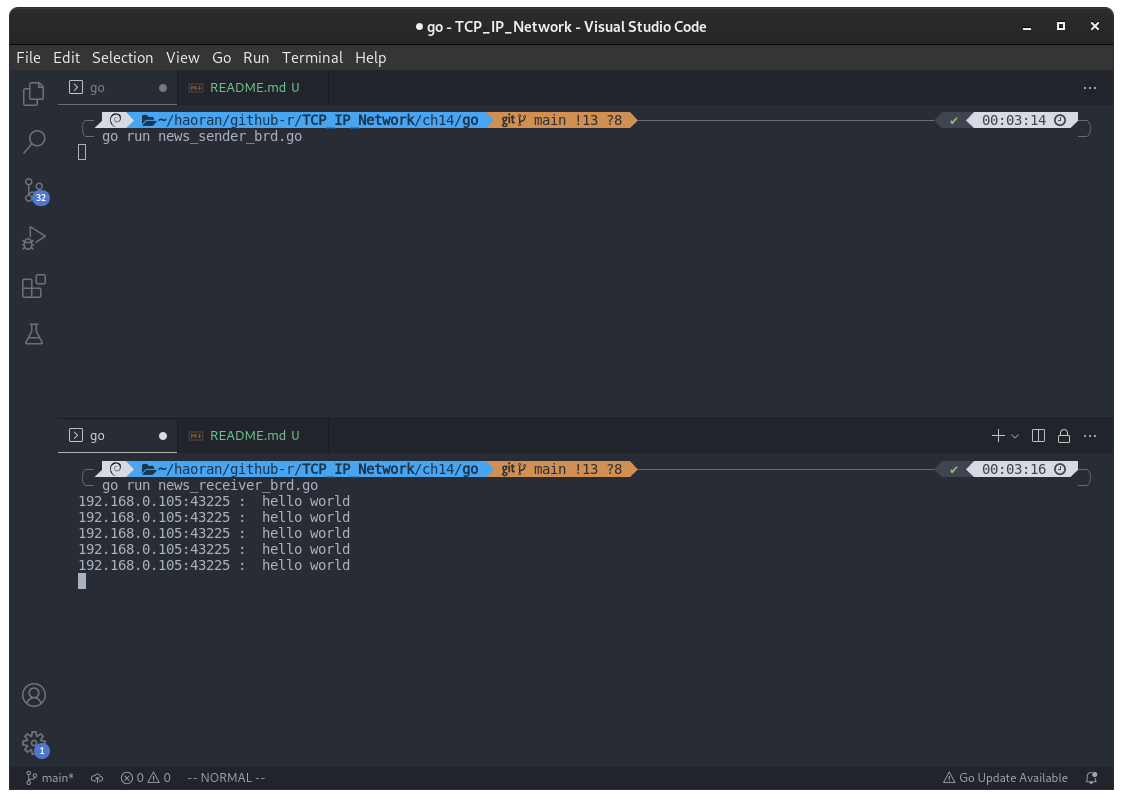 go - TCP_IP_Network - Visual Studio Code
File Edit Selection View Go Run Terminal Help
go README.md U
~/haoran/github-r/TCP_IP_Network/ch14/go git main !13 ?8 ✔ 00:03:14
go run news_sender_brd.go
32
go README.md U
~/haoran/github-r/TCP_IP_Network/ch14/go git main !13 ?8 ✔ 00:03:16
go run news_receiver_brd.go
192.168.0.105:43225 :  hello world
192.168.0.105:43225 :  hello world
192.168.0.105:43225 :  hello world
192.168.0.105:43225 :  hello world
192.168.0.105:43225 :  hello world
1
main* 0 0 -- NORMAL -- Go Update Available